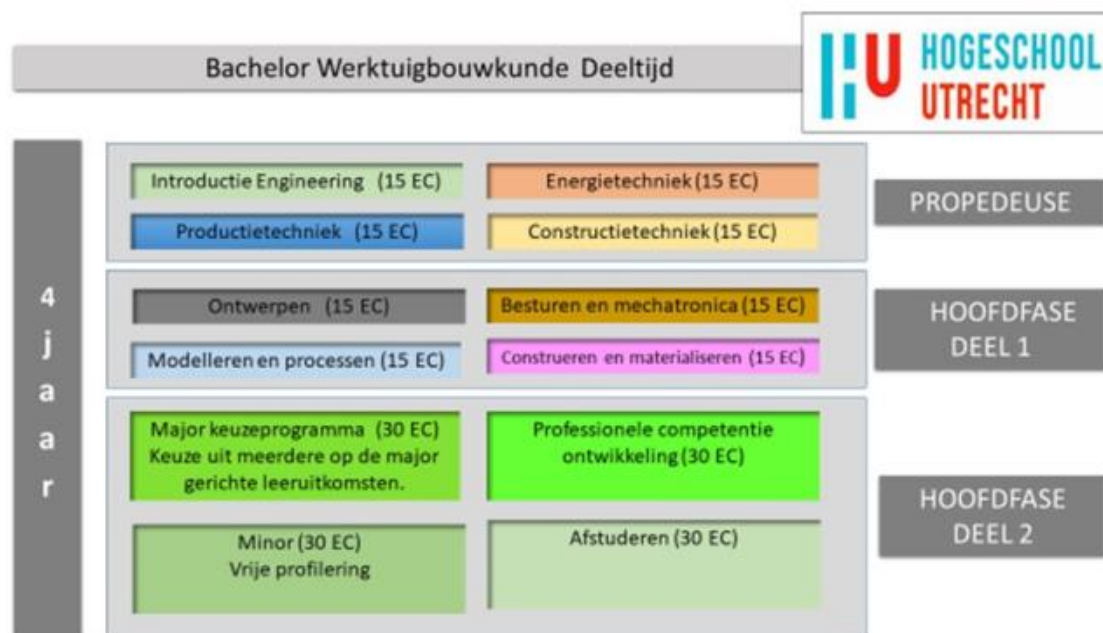 Bachelor Werktuigbouwkunde Deeltijd
HOGESCHOOL
UTRECHT
4
j
a
a
r
Introductie Engineering (15 EC)
Energietechniek (15 EC)
Productietechniek (15 EC)
Constructietechniek (15 EC)
PROPEDEUSE
Ontwerpen (15 EC)
Besturen en mechatronica (15 EC)
Modelleren en processen (15 EC)
Construeren en materialiseren (15 EC)
HOOFDFASE
DEEL 1
Major keuzeprogramma (30 EC)
Keuze uit meerdere op de major
gerichte leeruitkomsten.
Professionele competentie
ontwikkeling (30 EC)
Minor (30 EC)
Vrije profilering
Afstuderen (30 EC)
HOOFDFASE
DEEL 2